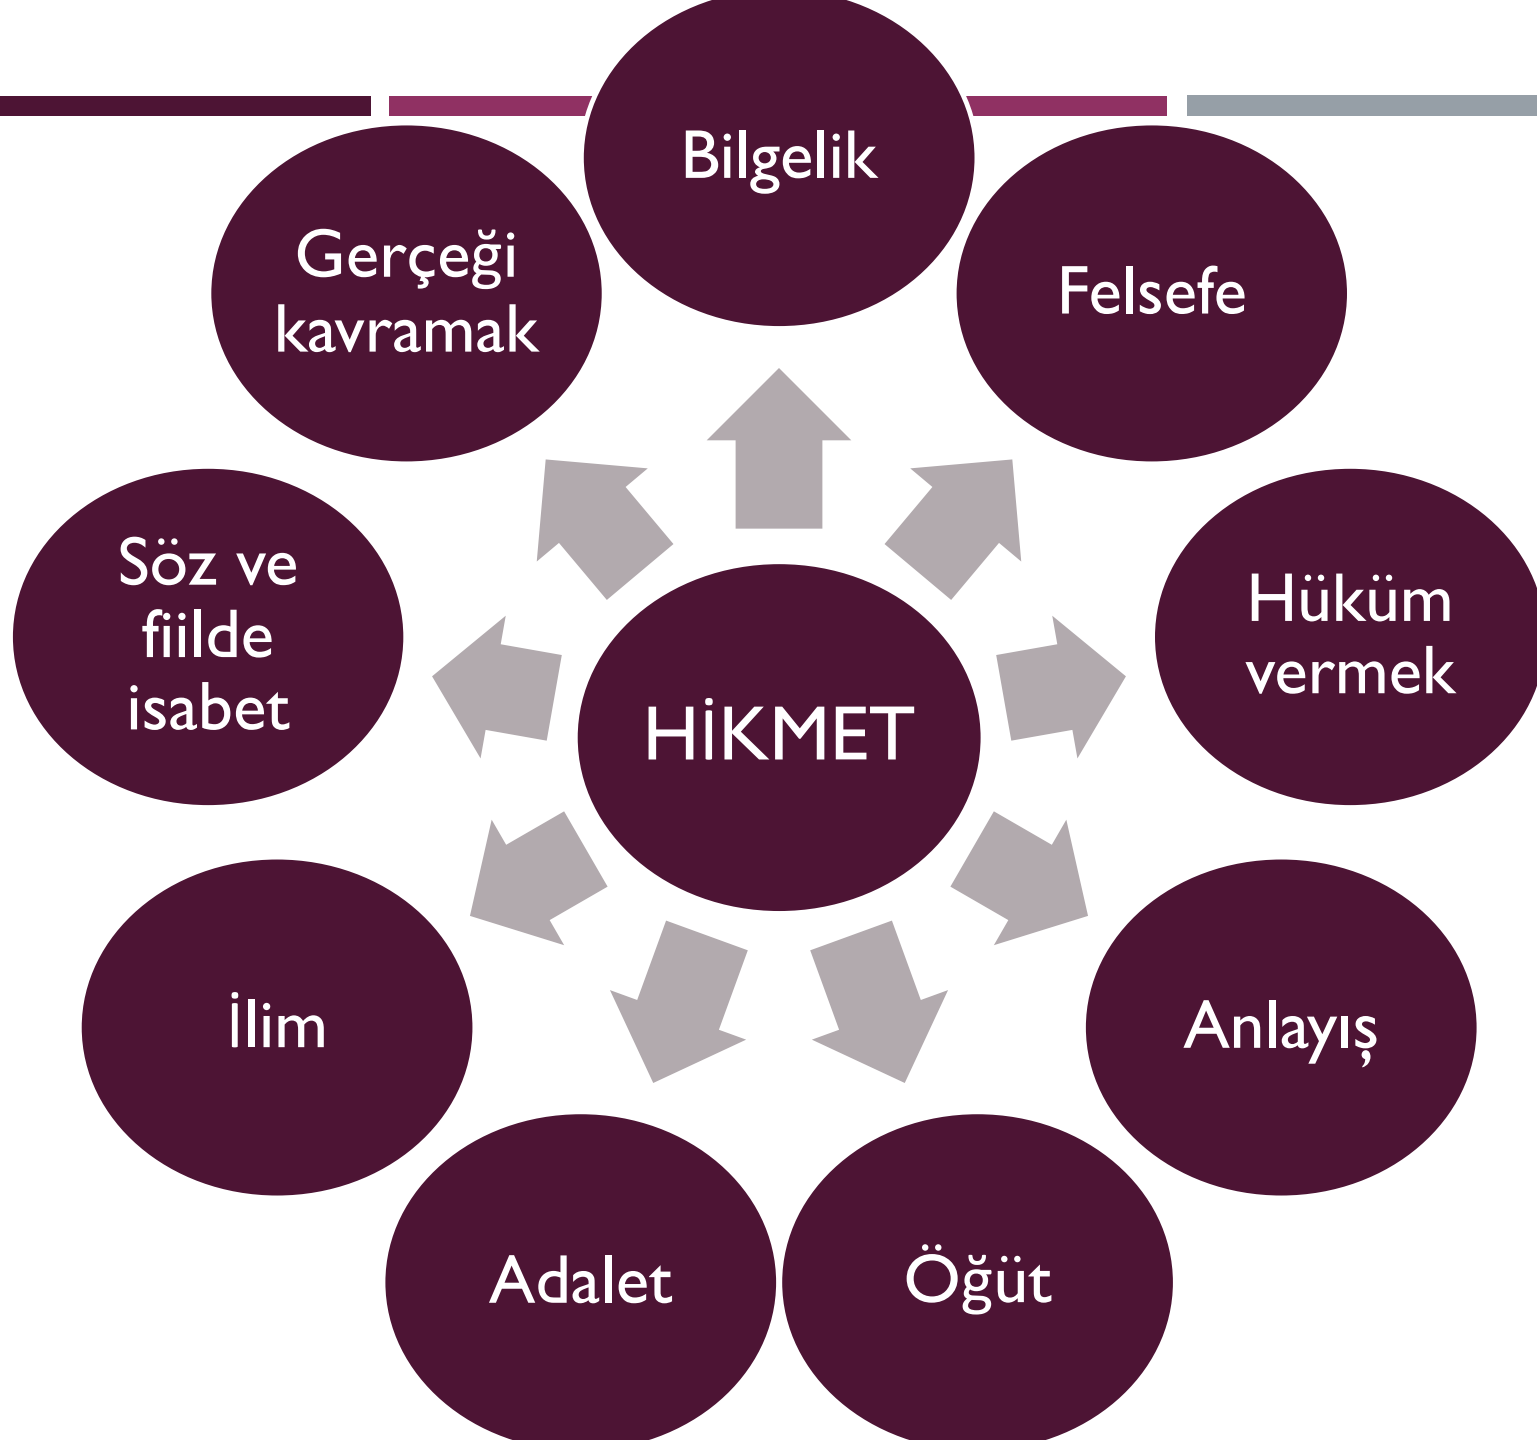 Bilgelik
Felsefe
Hüküm
vermek
Anlayış
Öğüt
Adalet
İlim
Söz ve
fiilde
isabet
Gerçeği
kavramak
HİKMET